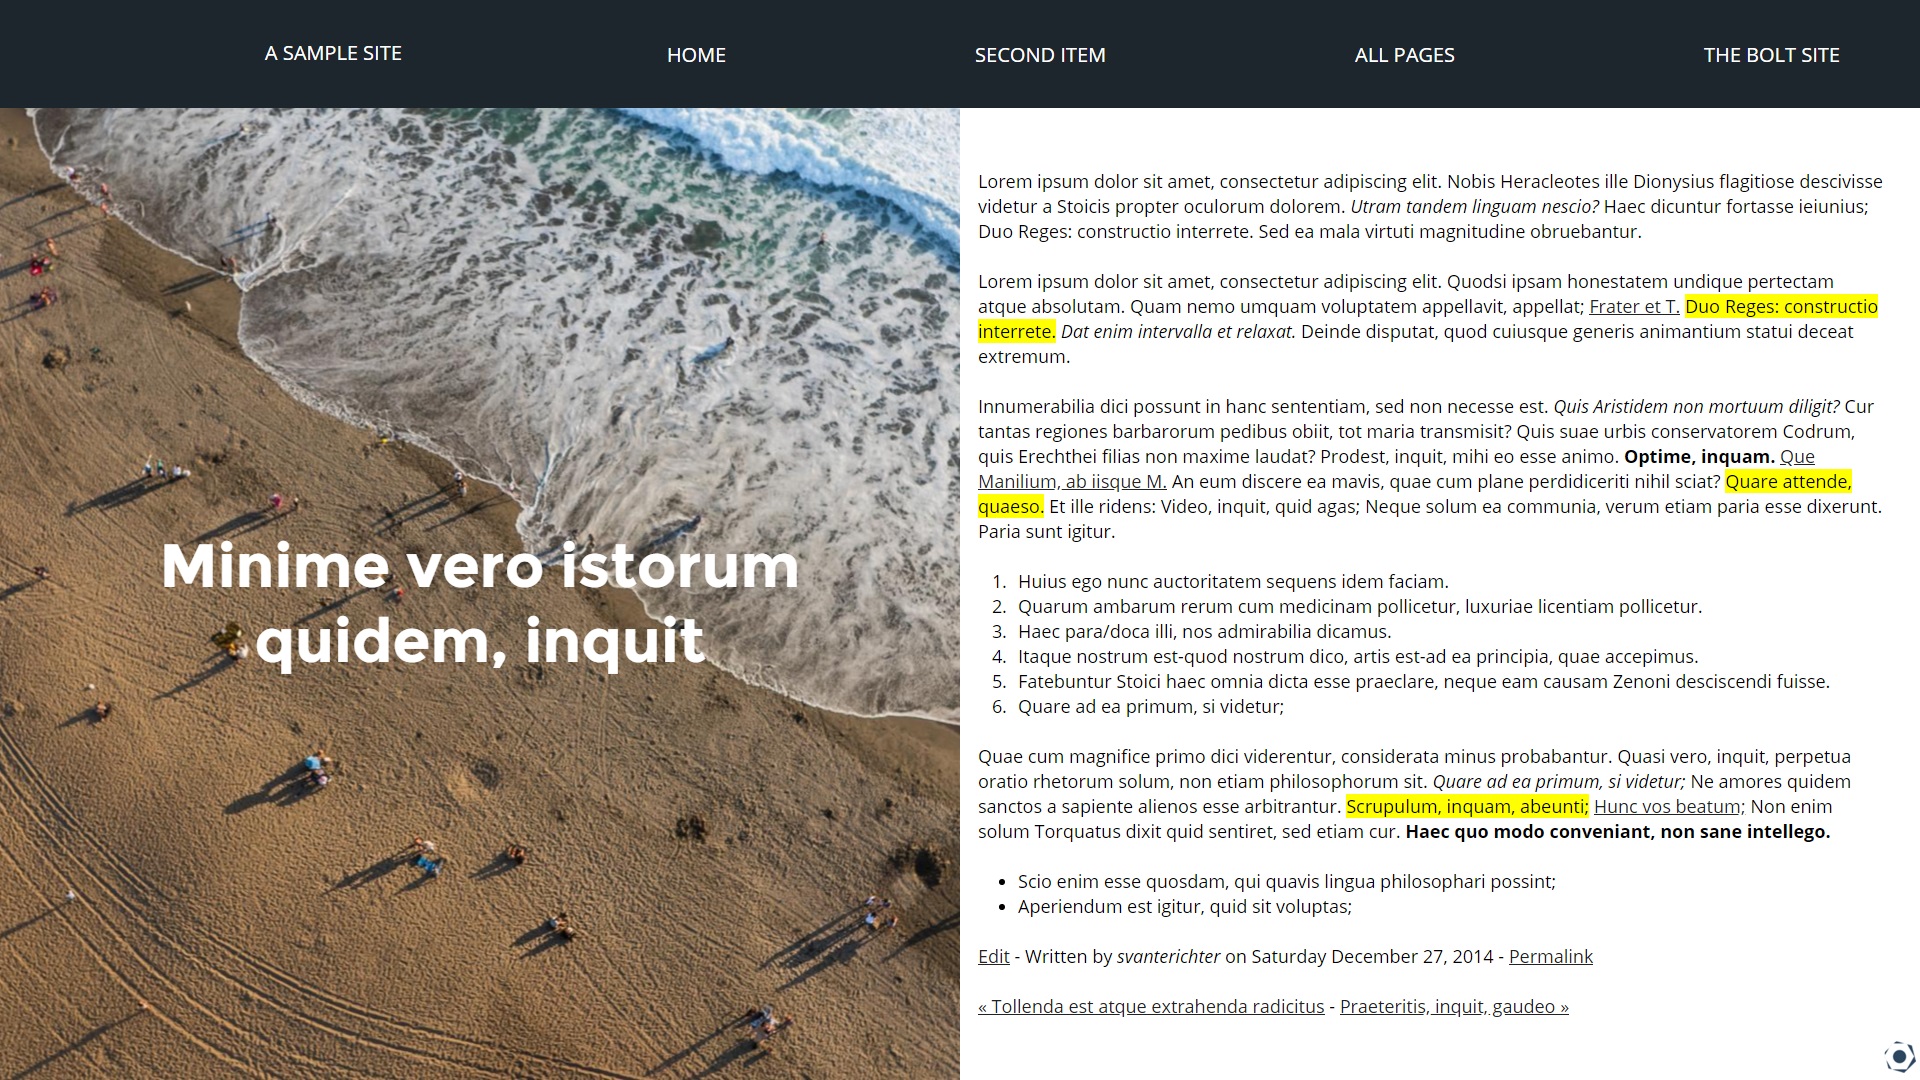 A SAMPLE SITE
HOME
SECOND ITEM
ALL PAGES
THE BOLT SITE
Minime vero istorum
quidem, inquit
Lorem ipsum dolor sit amet, consectetur adipiscing elit. Nobis Heracleotes ille Dionysius flagitiose descivisse
videtur a Stoicis propter oculorum dolorem. Utram tandem linguam nescio? Haec dicuntur fortasse ieiunius;
Duo Reges: constructio interrete. Sed ea mala virtuti magnitudine obruebantur.
Lorem ipsum dolor sit amet, consectetur adipiscing elit. Quodsi ipsam honestatem undique pertectam
atque absolutam. Quam nemo umquam voluptatem appellavit, appellat; Frater et T. Duo Reges: constructio
interrete. Dat enim intervalla et relaxat. Deinde disputat, quod cuiusque generis animantium statui deceat
extremum.
Innumerabilia dici possunt in hanc sententiam, sed non necesse est. Quis Aristidem non mortuum diligit? Cur
tantas regiones barbarorum pedibus obiit, tot maria transmisit? Quis suae urbis conservatorem Codrum,
quis Erechthei filias non maxime laudat? Prodest, inquit, mihi eo esse animo. Optime, inquam. Que
Manilium, ab iisque M. An eum discere ea mavis, quae cum plane perdidiceriti nihil sciat? Quare attende,
quaeso. Et ille ridens: Video, inquit, quid agas; Neque solum ea communia, verum etiam paria esse dixerunt.
Paria sunt igitur.
1. Huius ego nunc auctoritatem sequens idem faciam.
2. Quarum ambarum rerum cum medicinam pollicetur, luxuriae licentiam pollicetur.
3. Haec para/doca illi, nos admirabilia dicamus.
4. Itaque nostrum est-quod nostrum dico, artis est-ad ea principia, quae accepimus.
5. Fatebuntur Stoici haec omnia dicta esse praeclare, neque eam causam Zenoni desciscendi fuisse.
6. Quare ad ea primum, si videtur;
Quae cum magnifice primo dici viderentur, considerata minus probabantur. Quasi vero, inquit, perpetua
oratio rhetorum solum, non etiam philosophorum sit. Quare ad ea primum, si videtur; Ne amores quidem
sanctos a sapiente alienos esse arbitrantur. Scrupulum, inquam, abeunti; Hunc vos beatum; Non enim
solum Torquatus dixit quid sentiret, sed etiam cur. Haec quo modo conveniant, non sane intellego.
• Scio enim esse quosdam, qui quavis lingua philosophari possint;
• Aperiendum est igitur, quid sit voluptas;
Edit - Written by svanterichter on Saturday December 27, 2014 - Permalink
« Tollenda est atque extrahenda radicitus - Praeteritis, inquit, gaudeo »